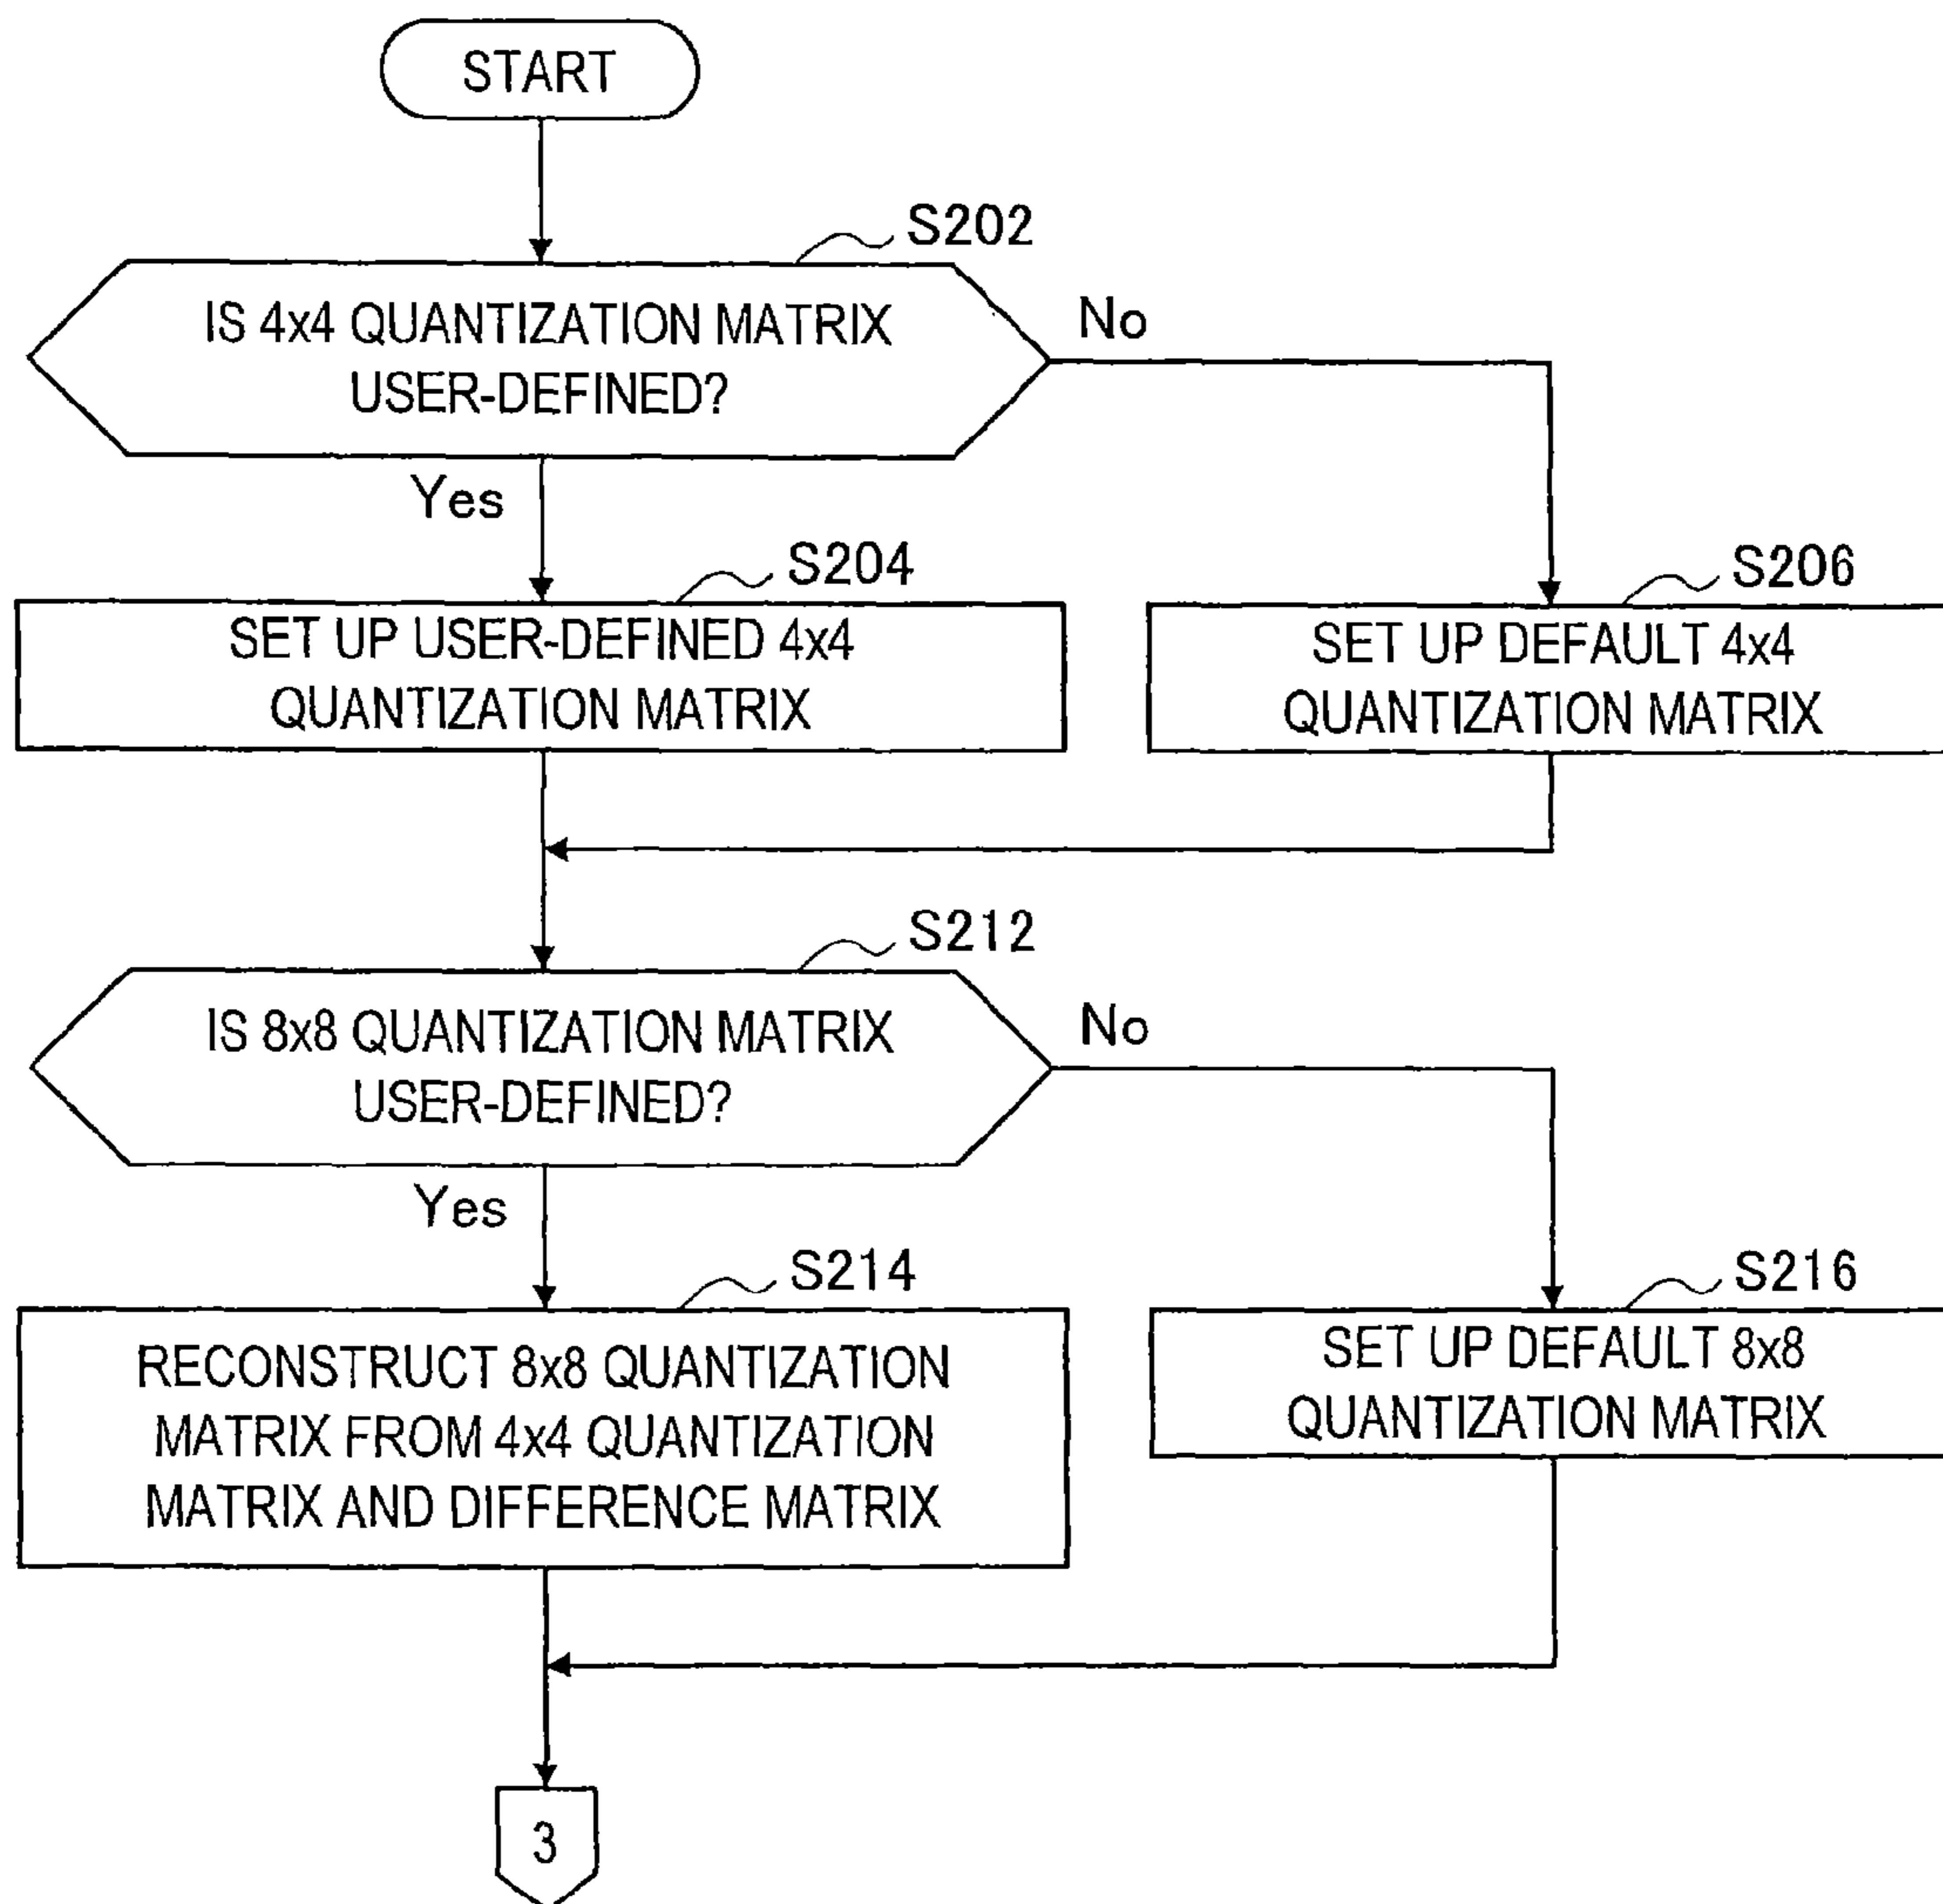 START
S202
IS 4x4 QUANTIZATION MATRIX
USER-DEFINED?
No
Yes
S204
SET UP USER-DEFINED 4x4
QUANTIZATION MATRIX
S206
SET UP DEFAULT 4x4
QUANTIZATION MATRIX
S212
IS 8x8 QUANTIZATION MATRIX
USER-DEFINED?
No
Yes
S214
RECONSTRUCT 8x8 QUANTIZATION
MATRIX FROM 4x4 QUANTIZATION
MATRIX AND DIFFERENCE MATRIX
S216
SET UP DEFAULT 8x8
QUANTIZATION MATRIX
3